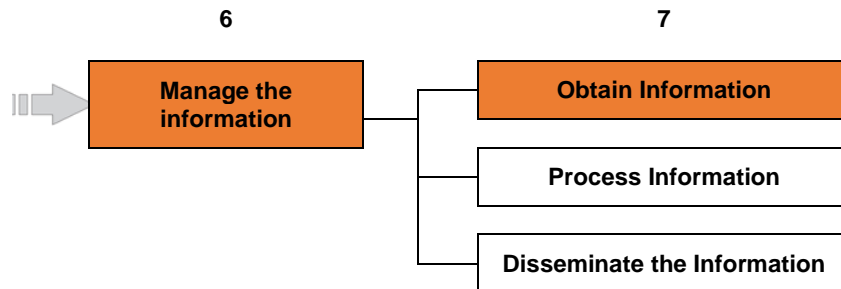 6
7
Manage the
information
Obtain Information
Process Information
Disseminate the Information